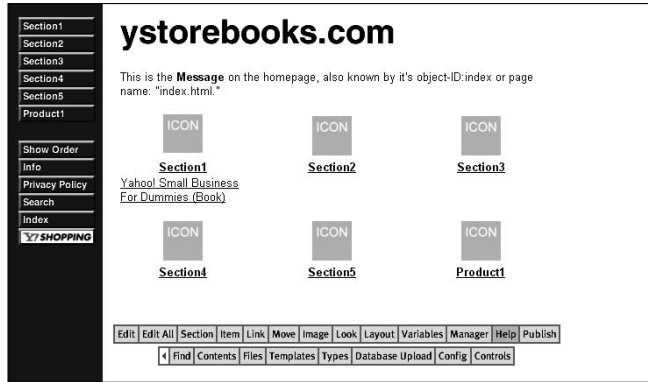 Section1
Section2
Section3
Section4
Section5
Product1
Show Order
Info
Privacy Policy
Search
Index
Y! SHOPPING
ystorebooks.com
This is the Message on the homepage, also known by it's object-ID:index or page
name: "index.html."
ICON ICON ICON
Section1 Section2 Section3
Yahoo! Small Business
For Dummies (Book)
ICON ICON ICON
Section4 Section5 Product1
Edit Edit All Section Item Link Move Image Look Layout Variables Manager Help Publish
Find Contents Files Templates Types Database Upload Config Controls